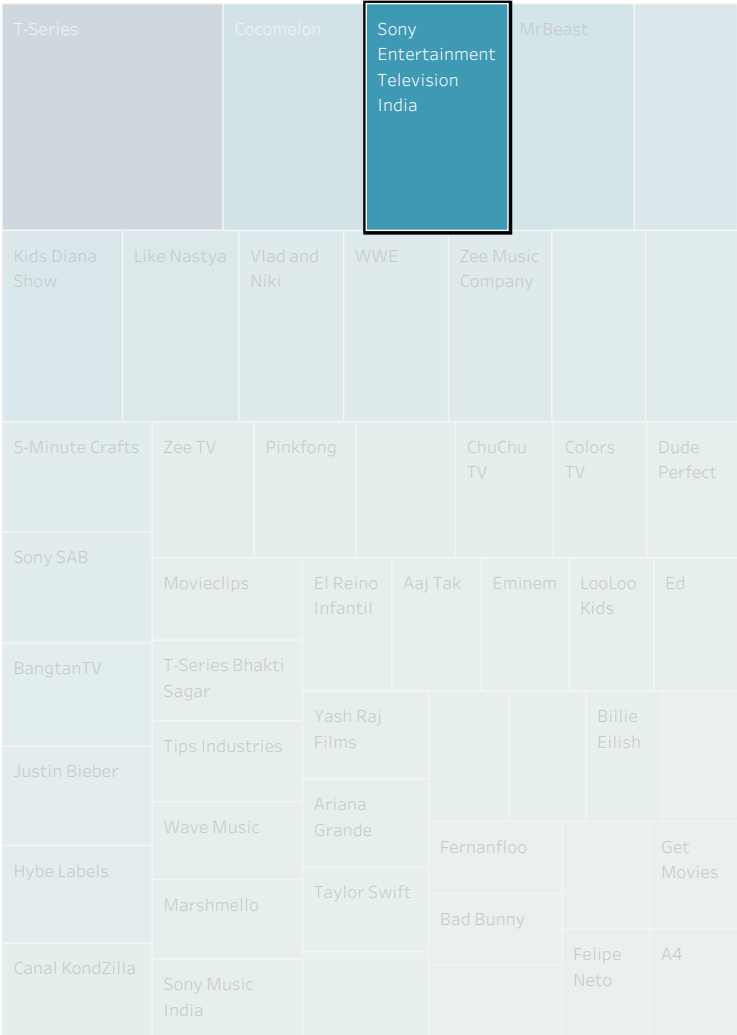 T-Series
Cocomelon
Sony
Entertainment
Television
India
MrBeast
Kids Diana
Show
Like Nastya
Vlad and
Niki
WWE
Zee Music
Company
5-Minute Crafts
Zee TV
Pinkfong
ChuChu
TV
Colors
TV
Dude
Perfect
Sony SAB
Movieclips
El Reino
Infantil
Aaj Tak
Eminem
LooLoo
Kids
Ed
BangtanTV
T-Series Bhakti
Sagar
Yash Raj
Films
Billie
Eilish
Tips Industries
Justin Bieber
Ariana
Grande
Wave Music
Fernanfloo
Get
Movies
Hybe Labels
Marshmello
Taylor Swift
Bad Bunny
Canal KondZilla
Sony Music
India
Felipe
Neto
A4